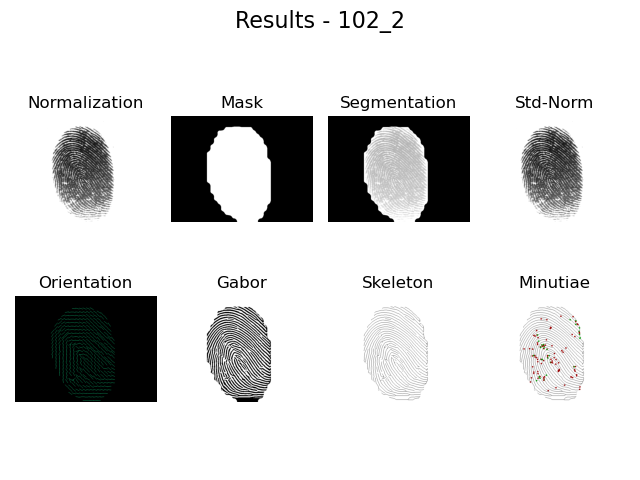 Results - 102_2
Normalization
Mask
Segmentation
Std-Norm
Orientation
Gabor
Skeleton
Minutiae